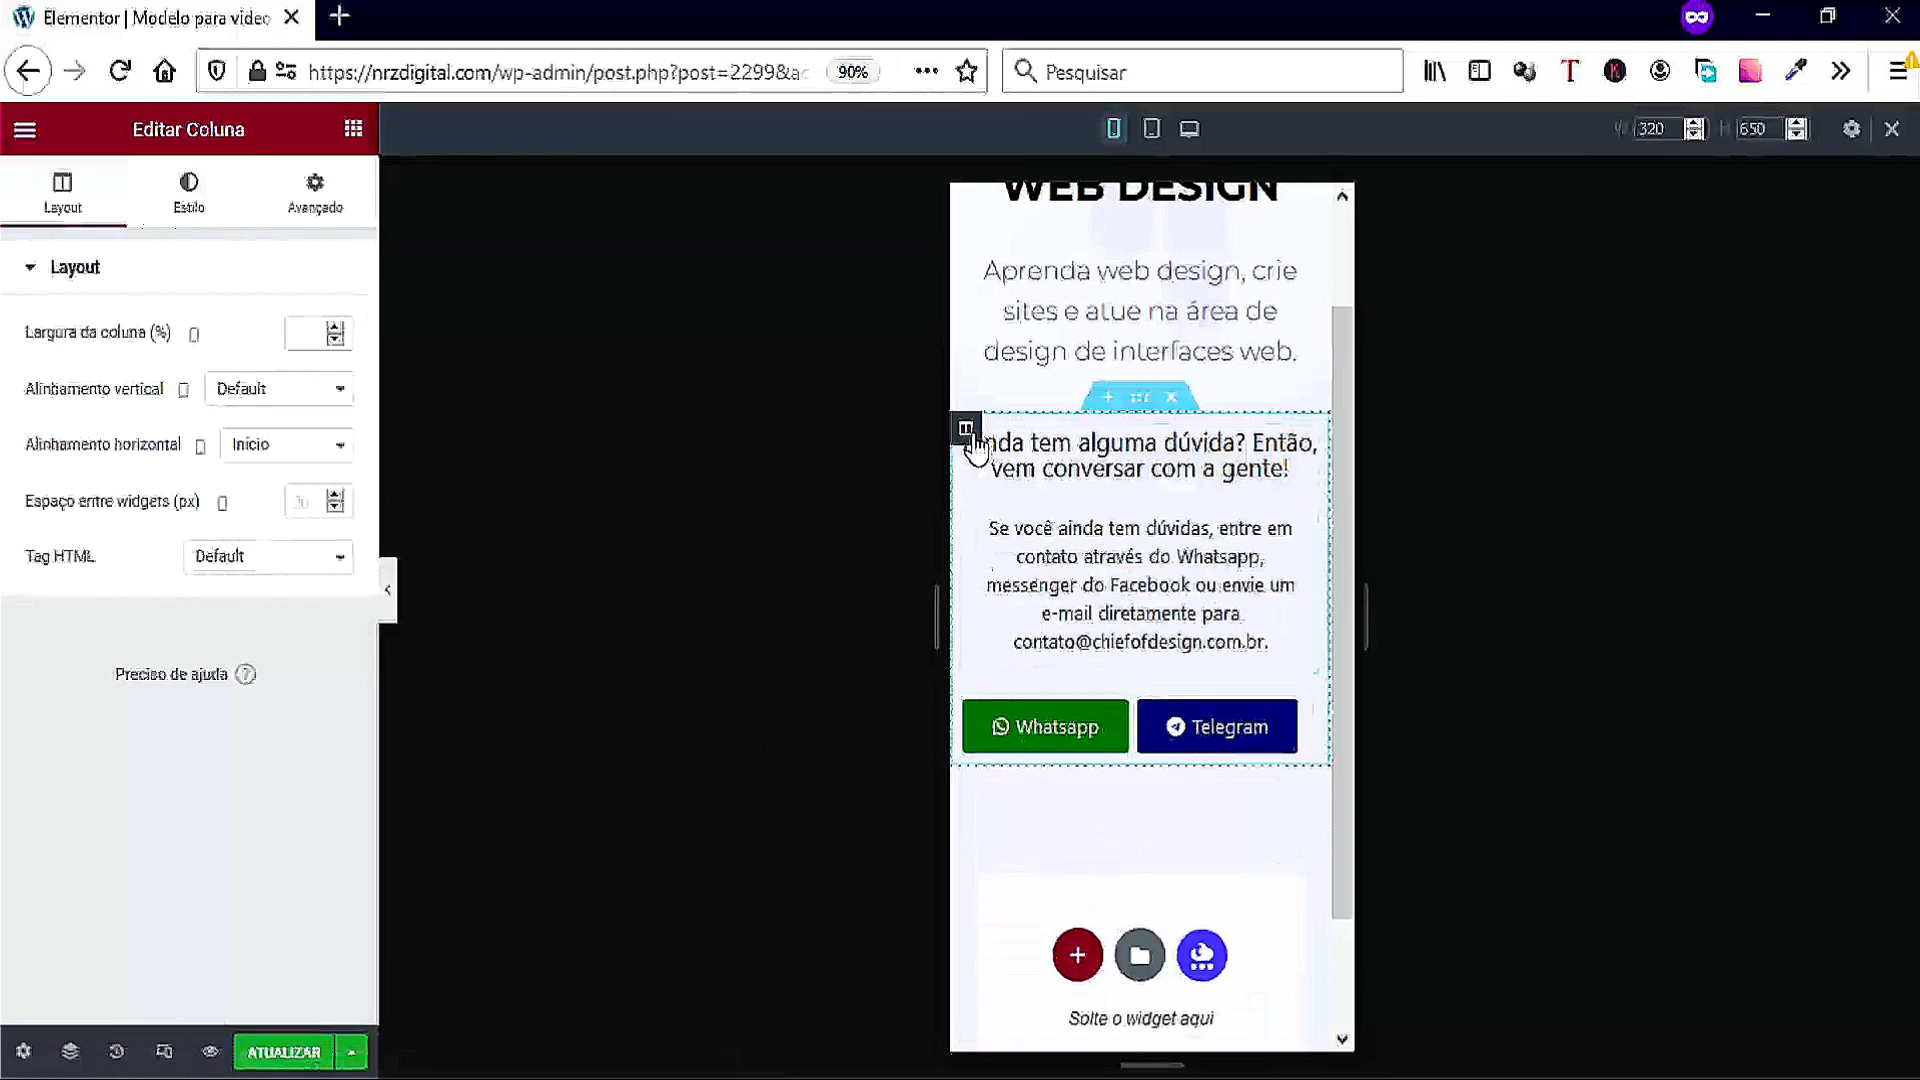 Elementor | Modelo para video
https://nrzdigital.com/wp-admin/post.php?post=2299&ac
90%
Pesquisar
Editar Coluna
W 320
H 650
Layout
Estilo
Avançado
Layout
Largura da coluna (%)
Alinhamento vertical
Default
Alinhamento horizontal
Início
Espaço entre widgets (px)
Tag HTML
Default
Preciso de ajuda
ATUALIZAR
WEB DESIGN
Aprenda web design, crie
sites e atue na área de
design de interfaces web.
nda tem alguma dúvida? Então,
vem conversar com a gente!
Se você ainda tem dúvidas, entre em
contato através do Whatsapp,
messenger do Facebook ou envie um
e-mail diretamente para
contato@chiefofdesign.com.br.
Whatsapp
Telegram
Solte o widget aqui